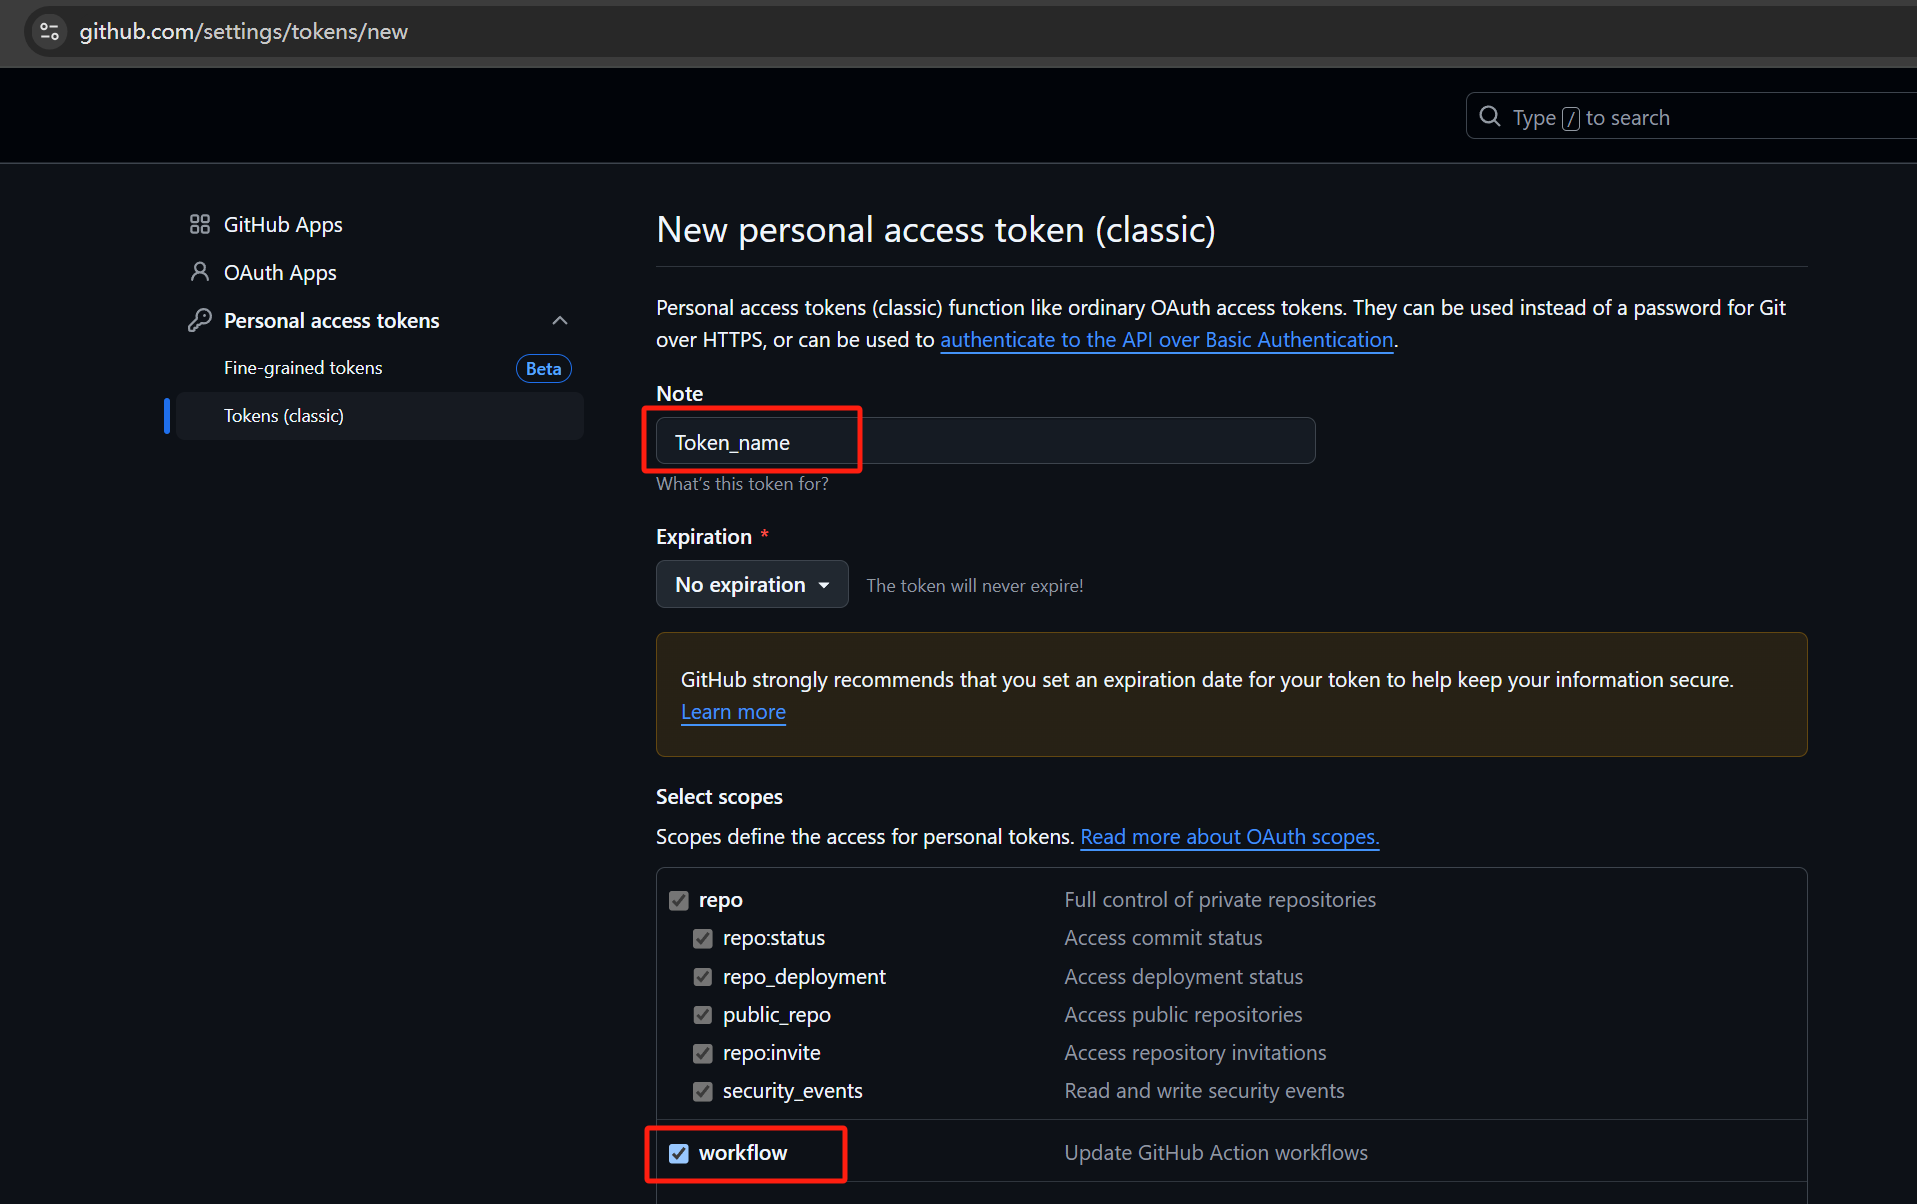 github.com/settings/tokens/new
Type / to search
GitHub Apps
OAuth Apps
Personal access tokens
Fine-grained tokens Beta
Tokens (classic)
New personal access token (classic)
Personal access tokens (classic) function like ordinary OAuth access tokens. They can be used instead of a password for Git
over HTTPS, or can be used to authenticate to the API over Basic Authentication.
Note
Token_name
What's this token for?
Expiration *
No expiration The token will never expire!
GitHub strongly recommends that you set an expiration date for your token to help keep your information secure.
Learn more
Select scopes
Scopes define the access for personal tokens. Read more about OAuth scopes.
repo Full control of private repositories
repo:status Access commit status
repo_deployment Access deployment status
public_repo Access public repositories
repo:invite Access repository invitations
security_events Read and write security events
workflow Update GitHub Action workflows